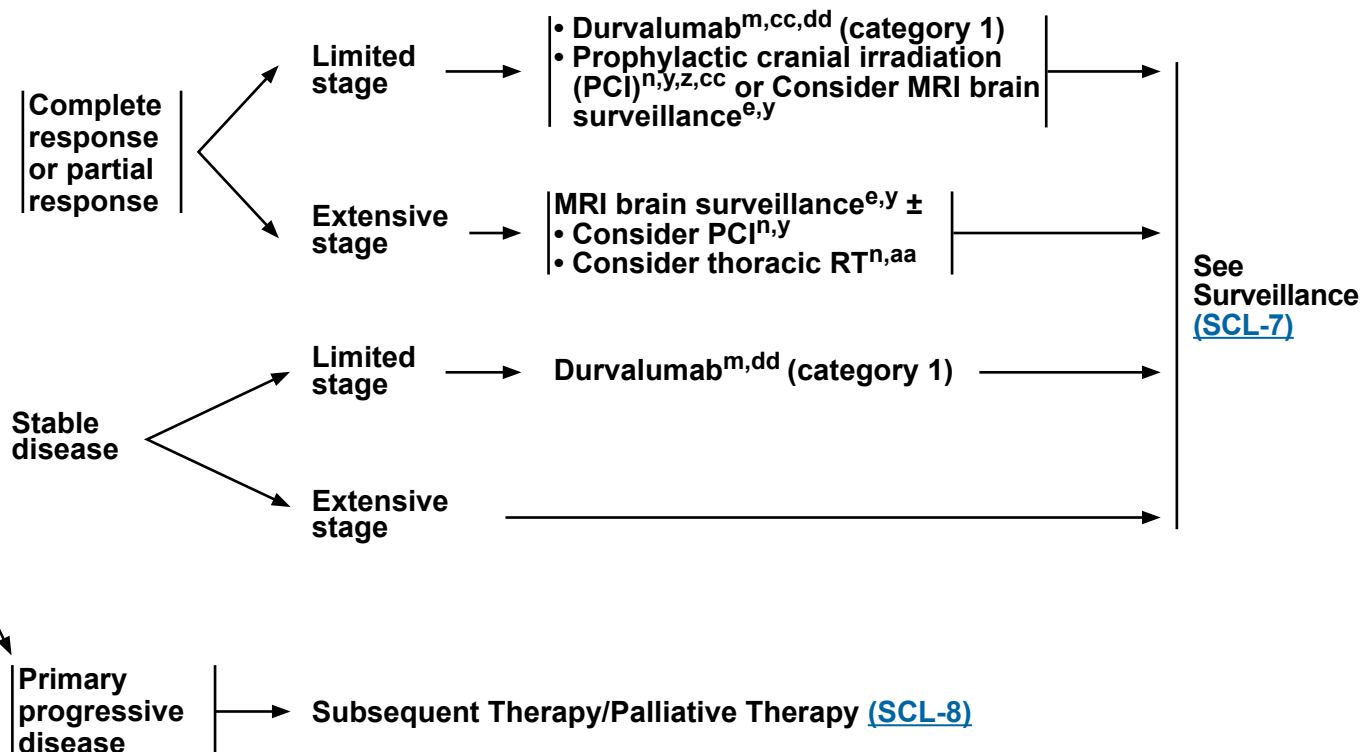 Complete
response
or partial
response
Limited
stage
• Durvalumabm,cc,dd (category 1)
• Prophylactic cranial irradiation
(PCI)n,y,z,cc or Consider MRI brain
surveillancee,y
Extensive
stage
MRI brain surveillancee,y ±
• Consider PCIn,y
• Consider thoracic RTn,aa
See
Surveillance
(SCL-7)
Stable
disease
Limited
stage
Durvalumabm,dd (category 1)
Extensive
stage
Primary
progressive
disease
Subsequent Therapy/Palliative Therapy (SCL-8)